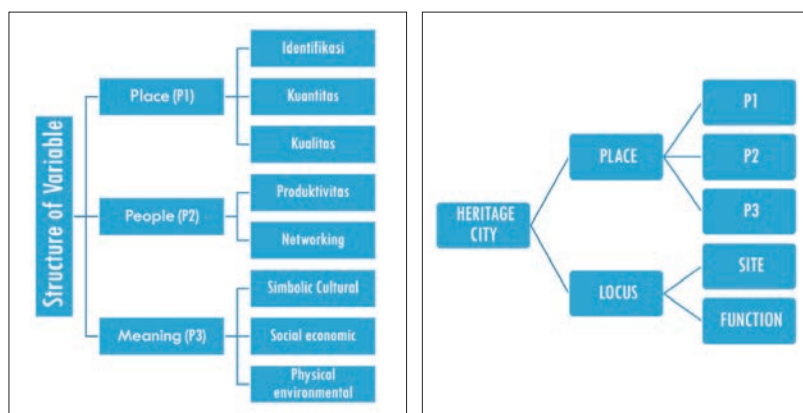 Structure of Variable
Place (P1)
Identifikasi
Kuantitas
Kualitas
People (P2)
Produktivitas
Networking
Meaning (P3)
Simbolic Cultural
Social economic
Physical
environmental
HERITAGE
CITY
PLACE
P1
P2
P3
LOCUS
SITE
FUNCTION